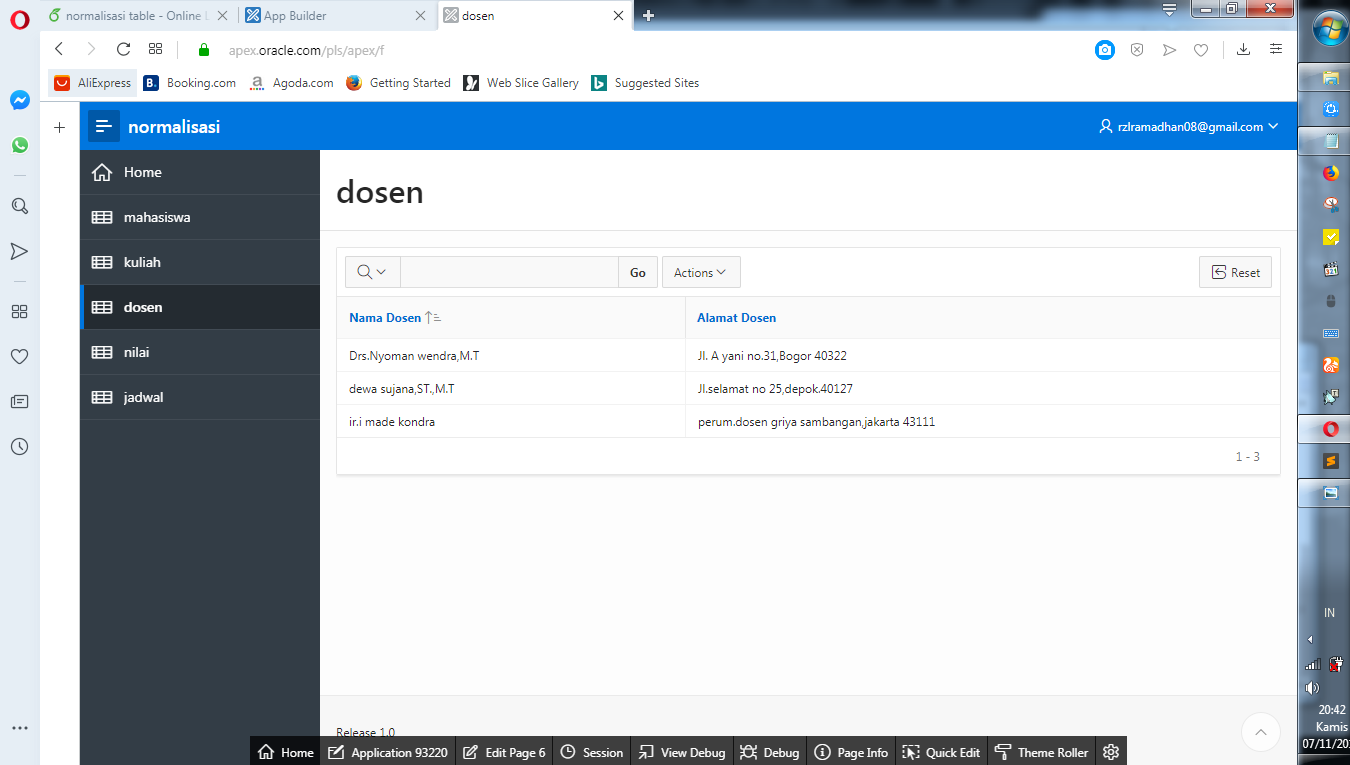 normalisasi table - Online L
App Builder
dosen
apex.oracle.com/pls/apex/f
AliExpress
B. Booking.com
a Agoda.com
Getting Started
Web Slice Gallery
Suggested Sites
normalisasi
rzlramadhan08@gmail.com
Home
mahasiswa
kuliah
dosen
nilai
jadwal
dosen
Go
Actions
Reset
Nama Dosen
Alamat Dosen
Drs.Nyoman wendra,M.T
Jl. A yani no.31,Bogor 40322
dewa sujana,ST.,M.T
Jl.selamat no 25,depok.40127
ir.i made kondra
perum.dosen griya sambangan,jakarta 43111
1 - 3
Release 1.0
Home
Application 93220
Edit Page 6
Session
View Debug
Debug
Page Info
Quick Edit
Theme Roller
IN
20:42
Kamis
07/11/20